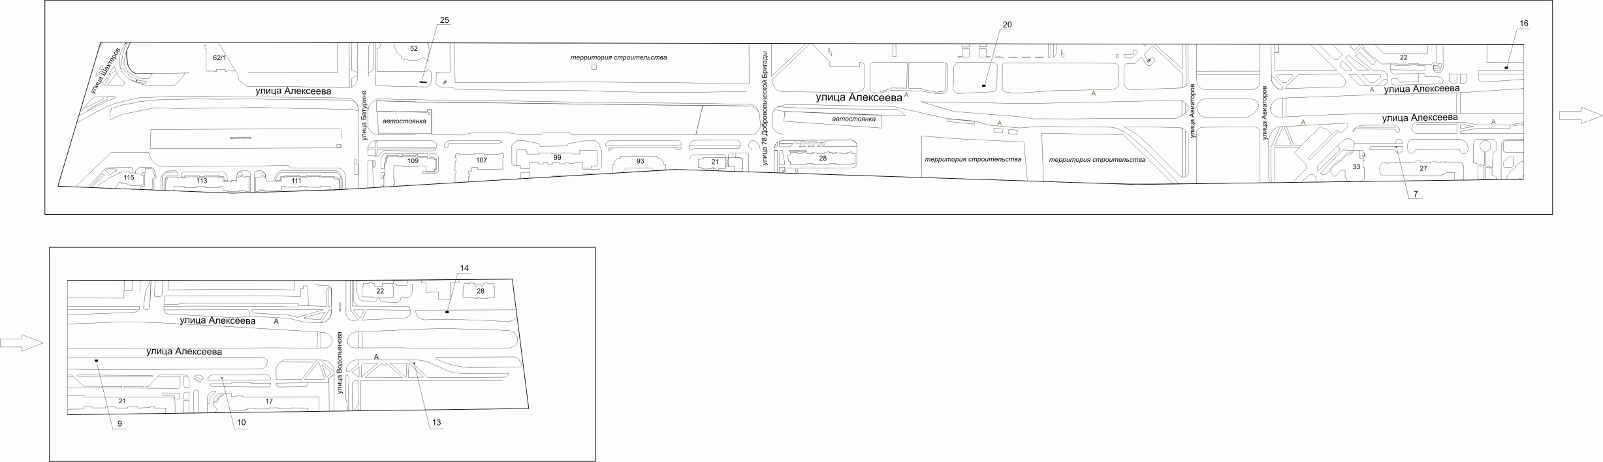 25
20
16
52
62/1
территория строительства
22
улица Шахтеров
улица Алексеева
улица Батурина
автостоянка
улица 78 Добровольческой Бригады
улица Алексеева
А
А
автостоянка
А
улица Авиаторов
улица Авиаторов
А
улица Алексеева
улица Алексеева
А
А
115
113
111
109
107
99
93
21
28
территория строительства
территория строительства
33
27
7
14
22
28
улица Алексеева
А
улица Алексеева
улица Водопьянова
А
21
17
9
10
13